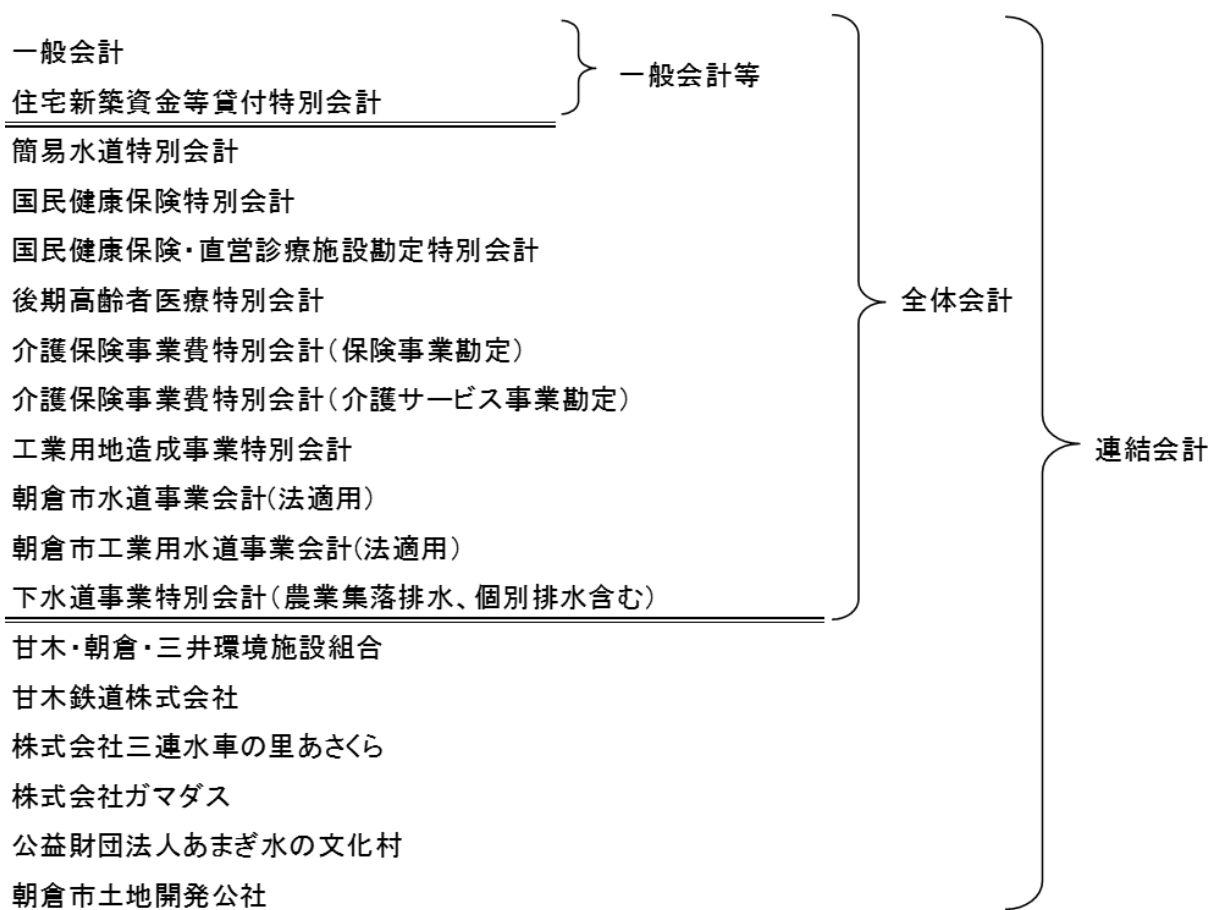 一般会計
住宅新築資金等貸付特別会計
一般会計等
簡易水道特別会計
国民健康保険特別会計
国民健康保険・直営診療施設勘定特別会計
後期高齢者医療特別会計
介護保険事業費特別会計（保険事業勘定）
介護保険事業費特別会計（介護サービス事業勘定）
工業用地造成事業特別会計
朝倉市水道事業会計(法適用）
朝倉市工業用水道事業会計(法適用）
下水道事業特別会計（農業集落排水、個別排水含む）
全体会計
甘木・朝倉・三井環境施設組合
甘木鉄道株式会社
株式会社三連水車の里あさくら
株式会社ガマダス
公益財団法人あまぎ水の文化村
朝倉市土地開発公社
連結会計